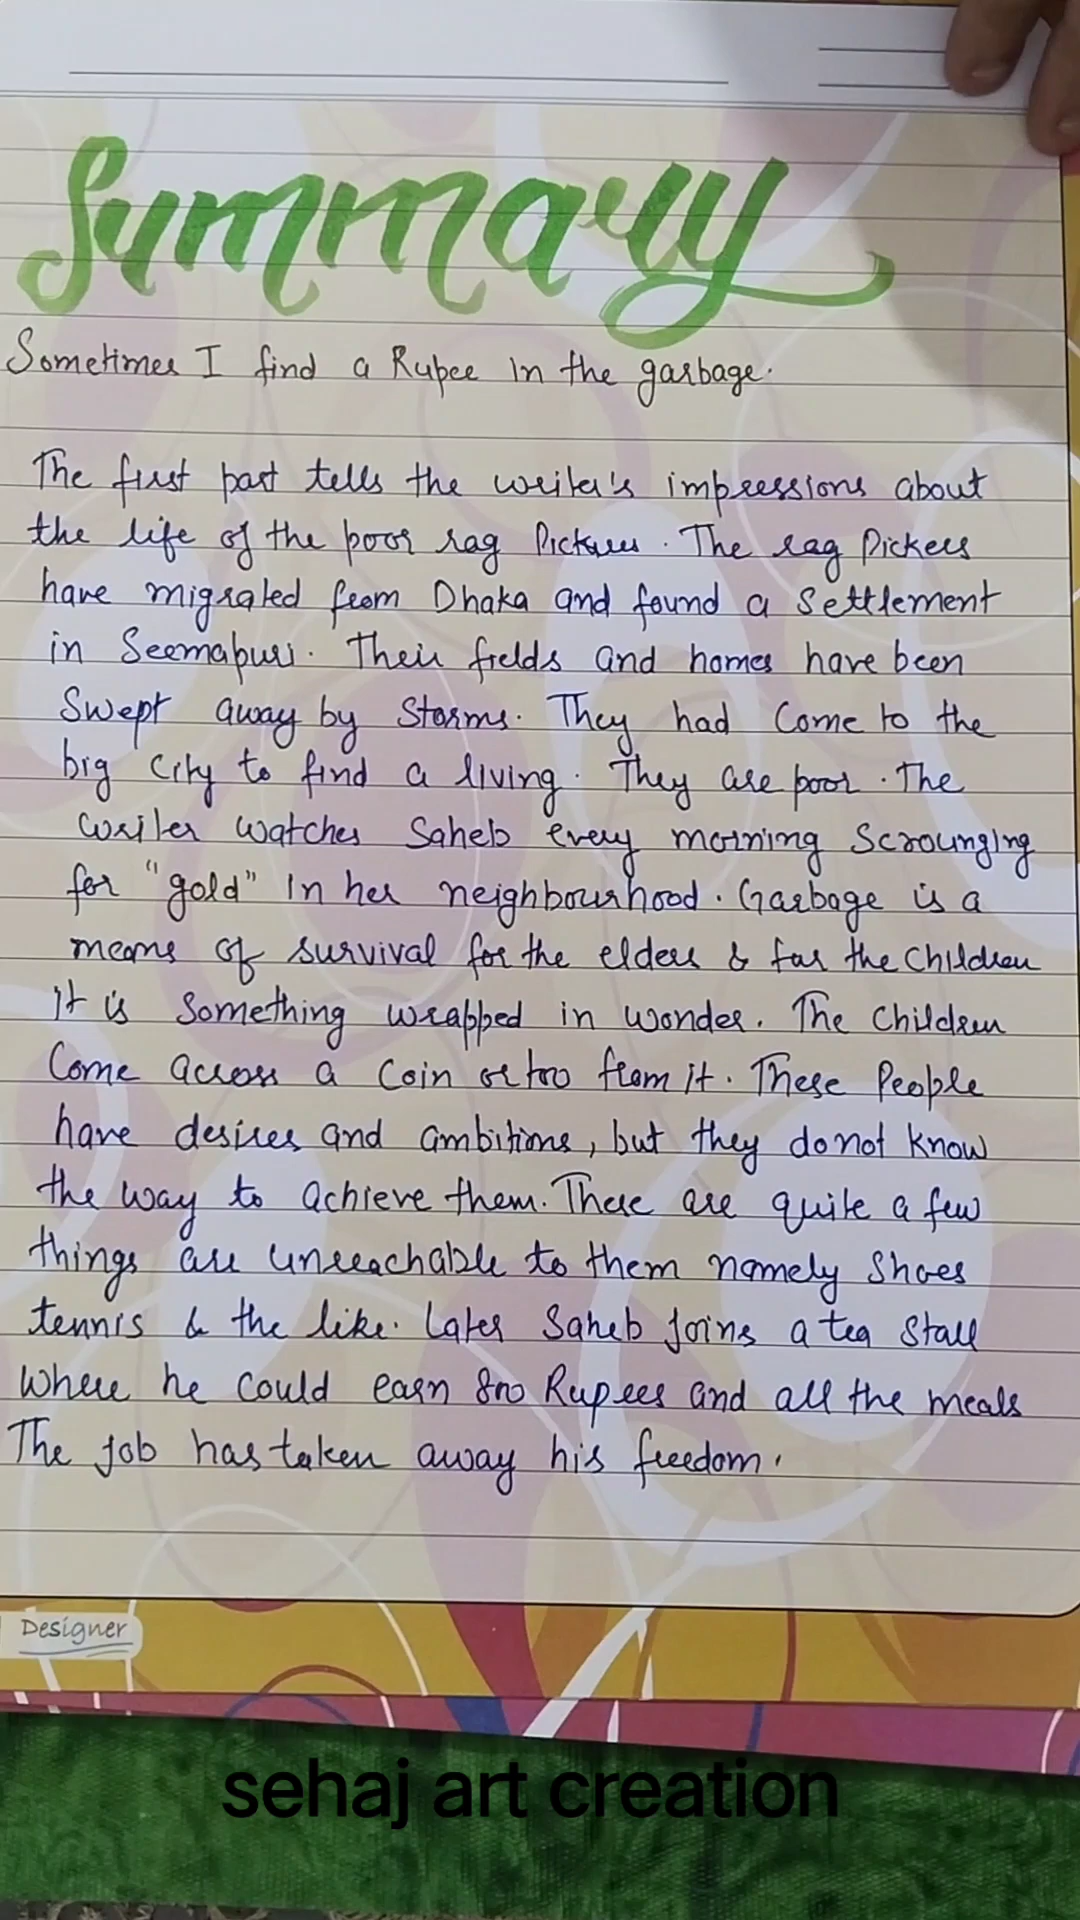 Summary
Sometimes I find a Rupee in the garbage.
The first part tells the writer's impressions about
the life of the poor rag Pickers. The rag Pickers
have migrated from Dhaka and found a Settlement
in Seemapuri. Their fields and homes have been
Swept away by Storms. They had Come to the
big City to find a living. They are poor. The
writer watches Saheb every morning Scrounging
for "gold" in her neighbourhood. Garbage is a
means of survival for the elders & for the Children
it is Something wrapped in wonder. The Children
Come across a Coin or two from it. These People
have desires and ambitions, but they do not know
the way to achieve them. There are quite a few
things are unreachable to them namely Shoes
tennis & the like. Later Saheb Joins a tea Stall
Where he could earn 800 Rupees and all the meals
The job has taken away his freedom.
Designer
sehaj art creation